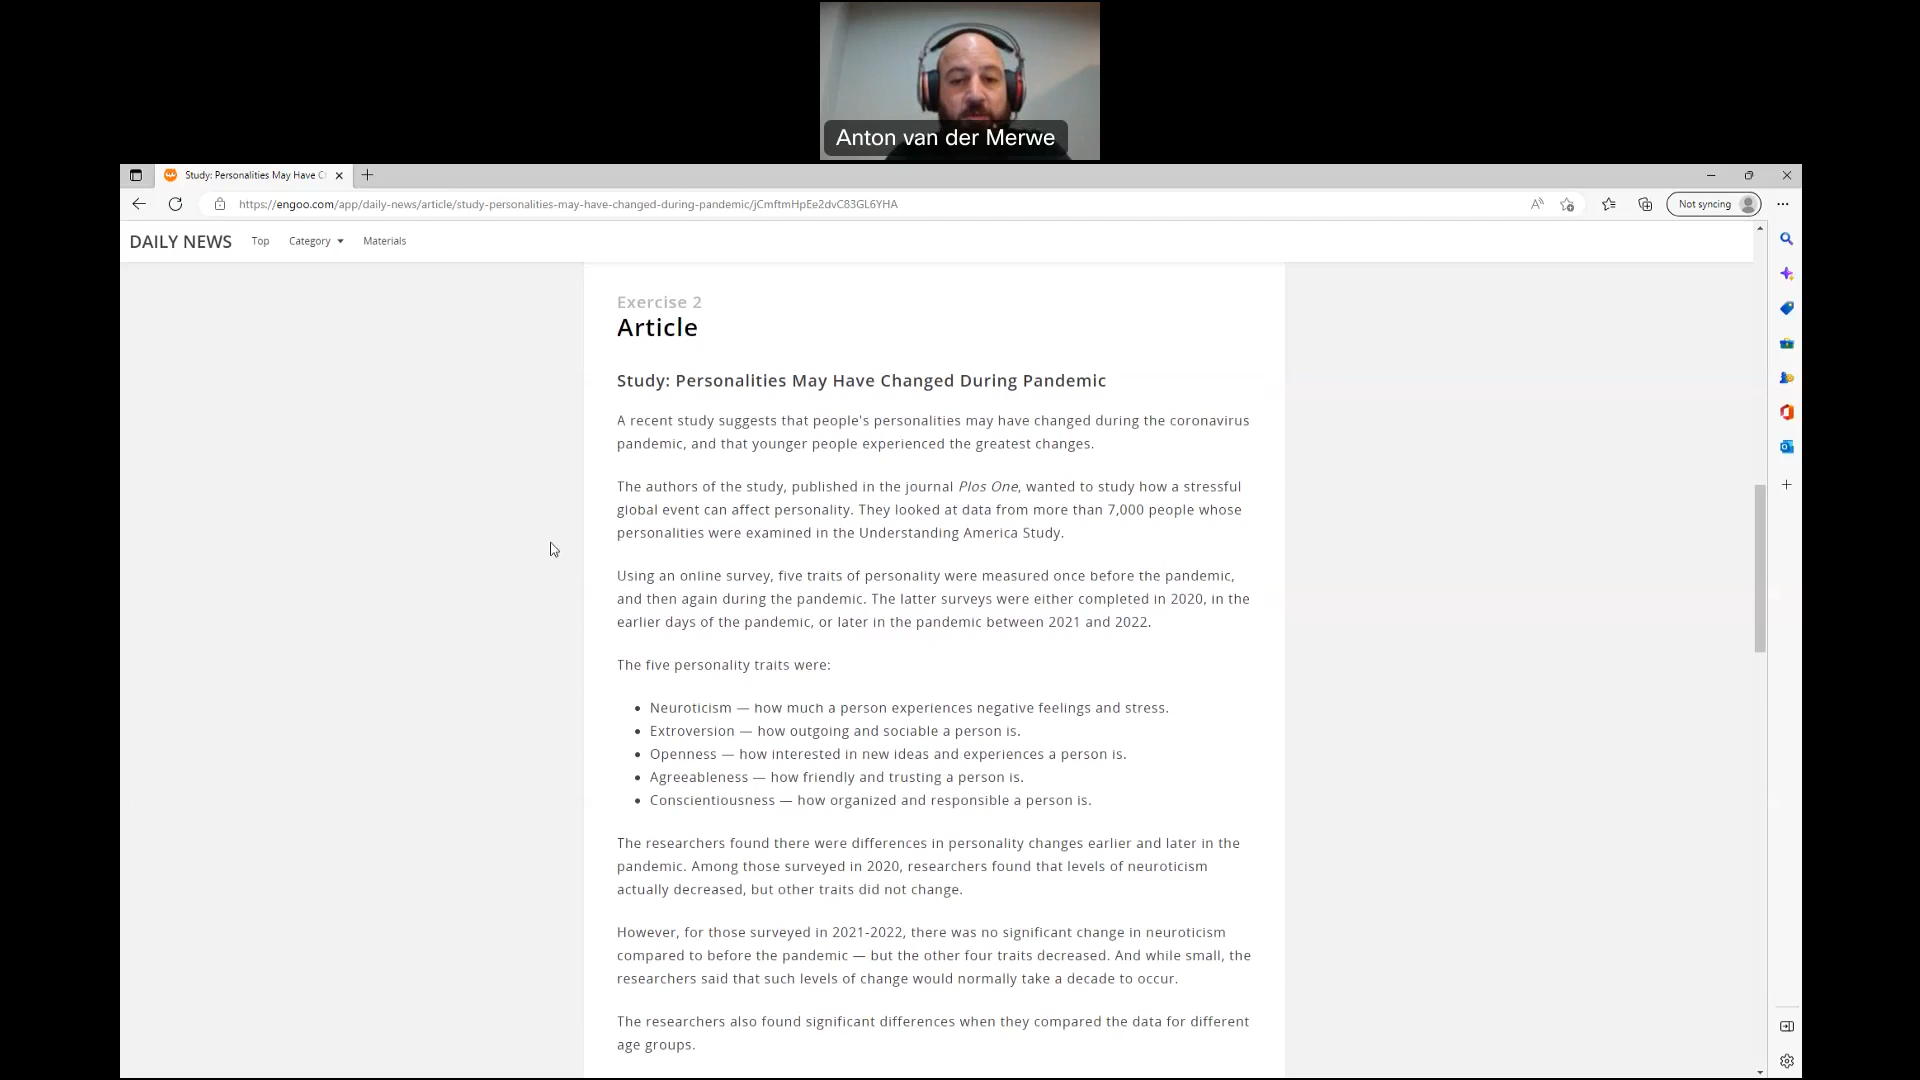 Anton van der Merwe
Study: Personalities May Have C
https://engoo.com/app/daily-news/article/study-personalities-may-have-changed-during-pandemic/jCmftmHpEe2dvC83GL6YHA
Not syncing
DAILY NEWS Top Category Materials
Exercise 2
Article
Study: Personalities May Have Changed During Pandemic
A recent study suggests that people's personalities may have changed during the coronavirus
pandemic, and that younger people experienced the greatest changes.
The authors of the study, published in the journal Plos One, wanted to study how a stressful
global event can affect personality. They looked at data from more than 7,000 people whose
personalities were examined in the Understanding America Study.
Using an online survey, five traits of personality were measured once before the pandemic,
and then again during the pandemic. The latter surveys were either completed in 2020, in the
earlier days of the pandemic, or later in the pandemic between 2021 and 2022.
The five personality traits were:
• Neuroticism — how much a person experiences negative feelings and stress.
• Extroversion — how outgoing and sociable a person is.
• Openness — how interested in new ideas and experiences a person is.
• Agreeableness — how friendly and trusting a person is.
• Conscientiousness — how organized and responsible a person is.
The researchers found there were differences in personality changes earlier and later in the
pandemic. Among those surveyed in 2020, researchers found that levels of neuroticism
actually decreased, but other traits did not change.
However, for those surveyed in 2021-2022, there was no significant change in neuroticism
compared to before the pandemic — but the other four traits decreased. And while small, the
researchers said that such levels of change would normally take a decade to occur.
The researchers also found significant differences when they compared the data for different
age groups.